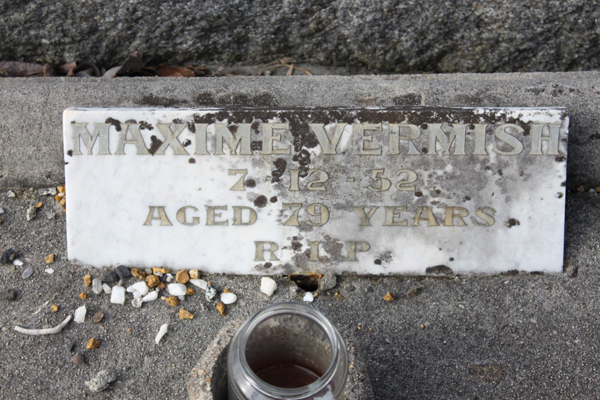 MAXIME VERMISH
7-12-52
AGED 79 YEARS
R.I.P